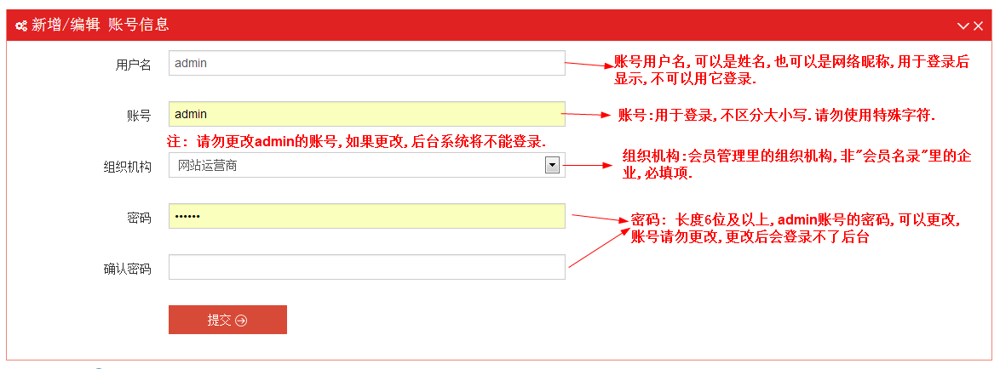 新增/编辑 账号信息
用户名 admin
账号用户名,可以是姓名,也可以是网络昵称,用于登录后
显示,不可以用它登录.
账号 admin
账号:用于登录,不区分大小写.请勿使用特殊字符.
注: 请勿更改admin的账号,如果更改,后台系统将不能登录.
组织机构 网站运营商
组织机构:会员管理里的组织机构,非"会员名录"里的企
业,必填项.
密码 ••••••
密码: 长度6位及以上,admin账号的密码,可以更改,
账号请勿更改,更改后会登录不了后台
确认密码
提交